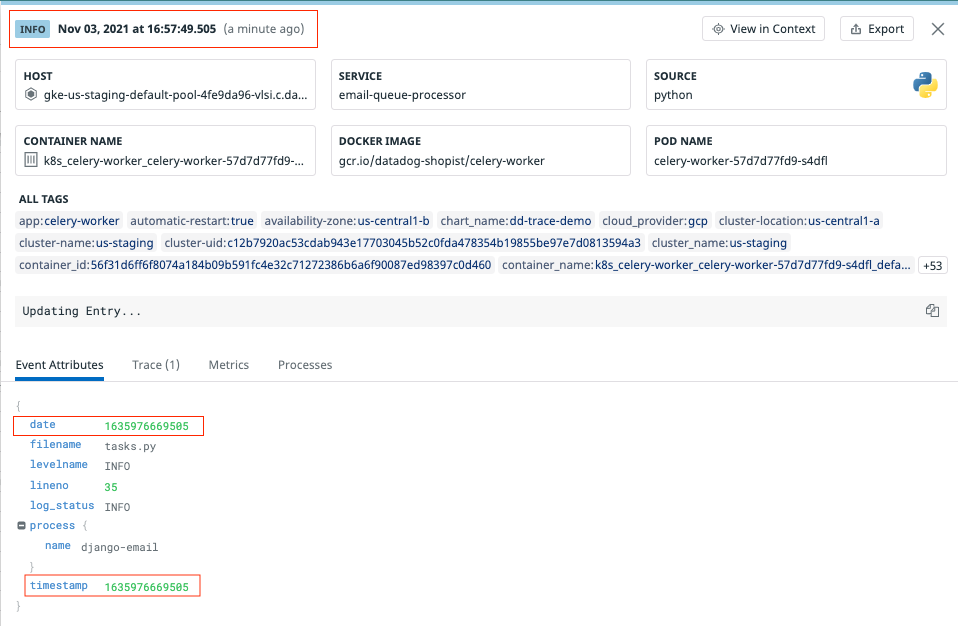 INFO Nov 03, 2021 at 16:57:49.505 (a minute ago) View in Context Export
HOST
gke-us-staging-default-pool-4fe9da96-vlsi.c.da...
SERVICE
email-queue-processor
SOURCE
python
CONTAINER NAME
k8s_celery-worker_celery-worker-57d7d77fd9-...
DOCKER IMAGE
gcr.io/datadog-shopist/celery-worker
POD NAME
celery-worker-57d7d77fd9-s4dfl
ALL TAGS
app:celery-worker automatic-restart:true availability-zone:us-central1-b chart_name:dd-trace-demo cloud_provider:gcp cluster-location:us-central1-a
cluster-name:us-staging cluster-uid:c12b7920ac53cdab943e17703045b52c0fda478354b19855be97e7d0813594a3 cluster_name:us-staging
container_id:56f31d6ff6f8074a184b09b591fc4e32c71272386b6a6f90087ed98397c0d460 container_name:k8s_celery-worker_celery-worker-57d7d77fd9-s4dfl_defa... +53
Updating Entry...
Event Attributes Trace (1) Metrics Processes
{
date 1635976669505
filename tasks.py
levelname INFO
lineno 35
log_status INFO
process {
name django-email
}
timestamp 1635976669505
}